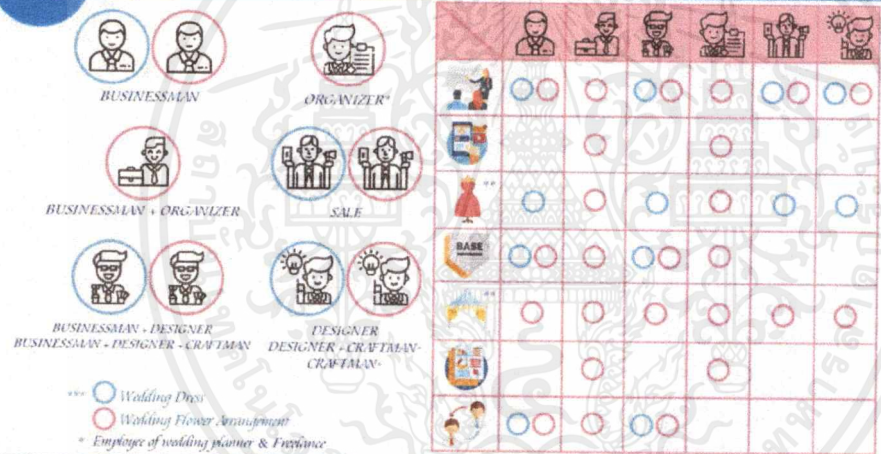 BUSINESSMAN
ORGANIZER*
BUSINESSMAN + ORGANIZER
SALE
BUSINESSMAN + DESIGNER
BUSINESSMAN + DESIGNER + CRAFTMAN
DESIGNER
DESIGNER + CRAFTMAN*
CRAFTMAN*
*** Wedding Dress
Wedding Flower Arrangement
* Employee of wedding planner & Freelance
**
BASE
**